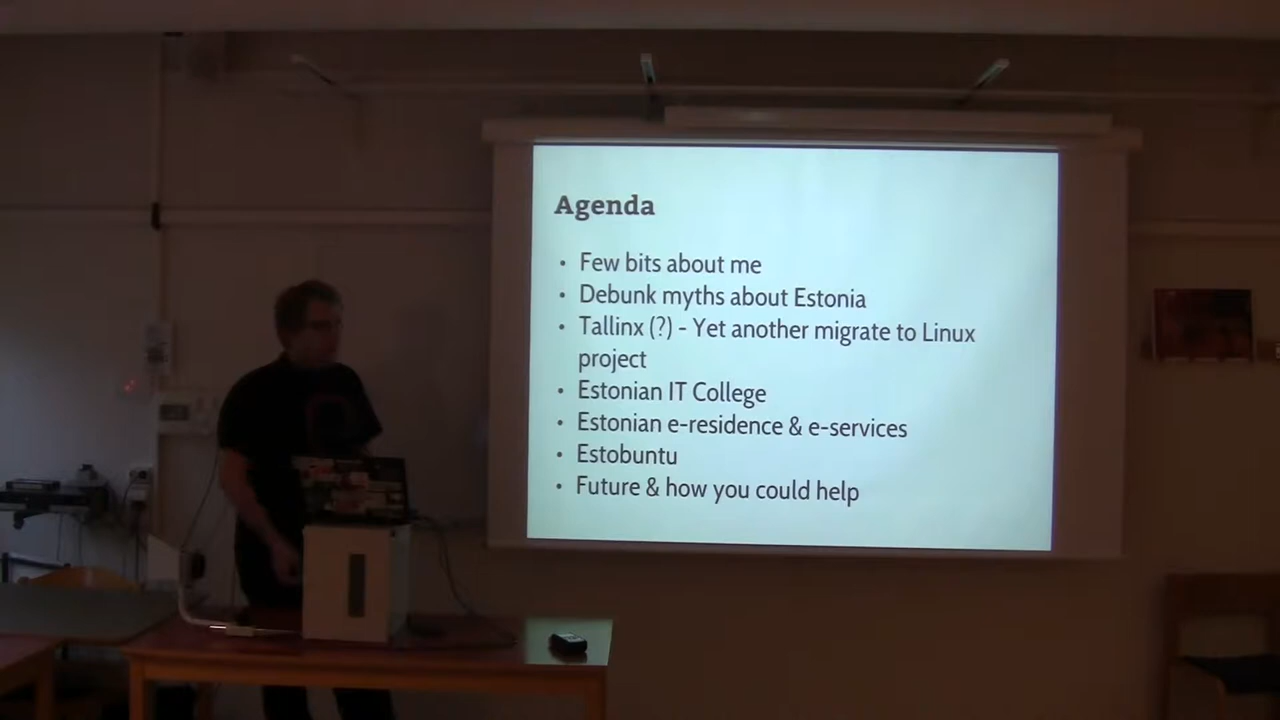 Agenda
• Few bits about me
• Debunk myths about Estonia
• Tallinx (?) - Yet another migrate to Linux
project
• Estonian IT College
• Estonian e-residence & e-services
• Estobuntu
• Future & how you could help